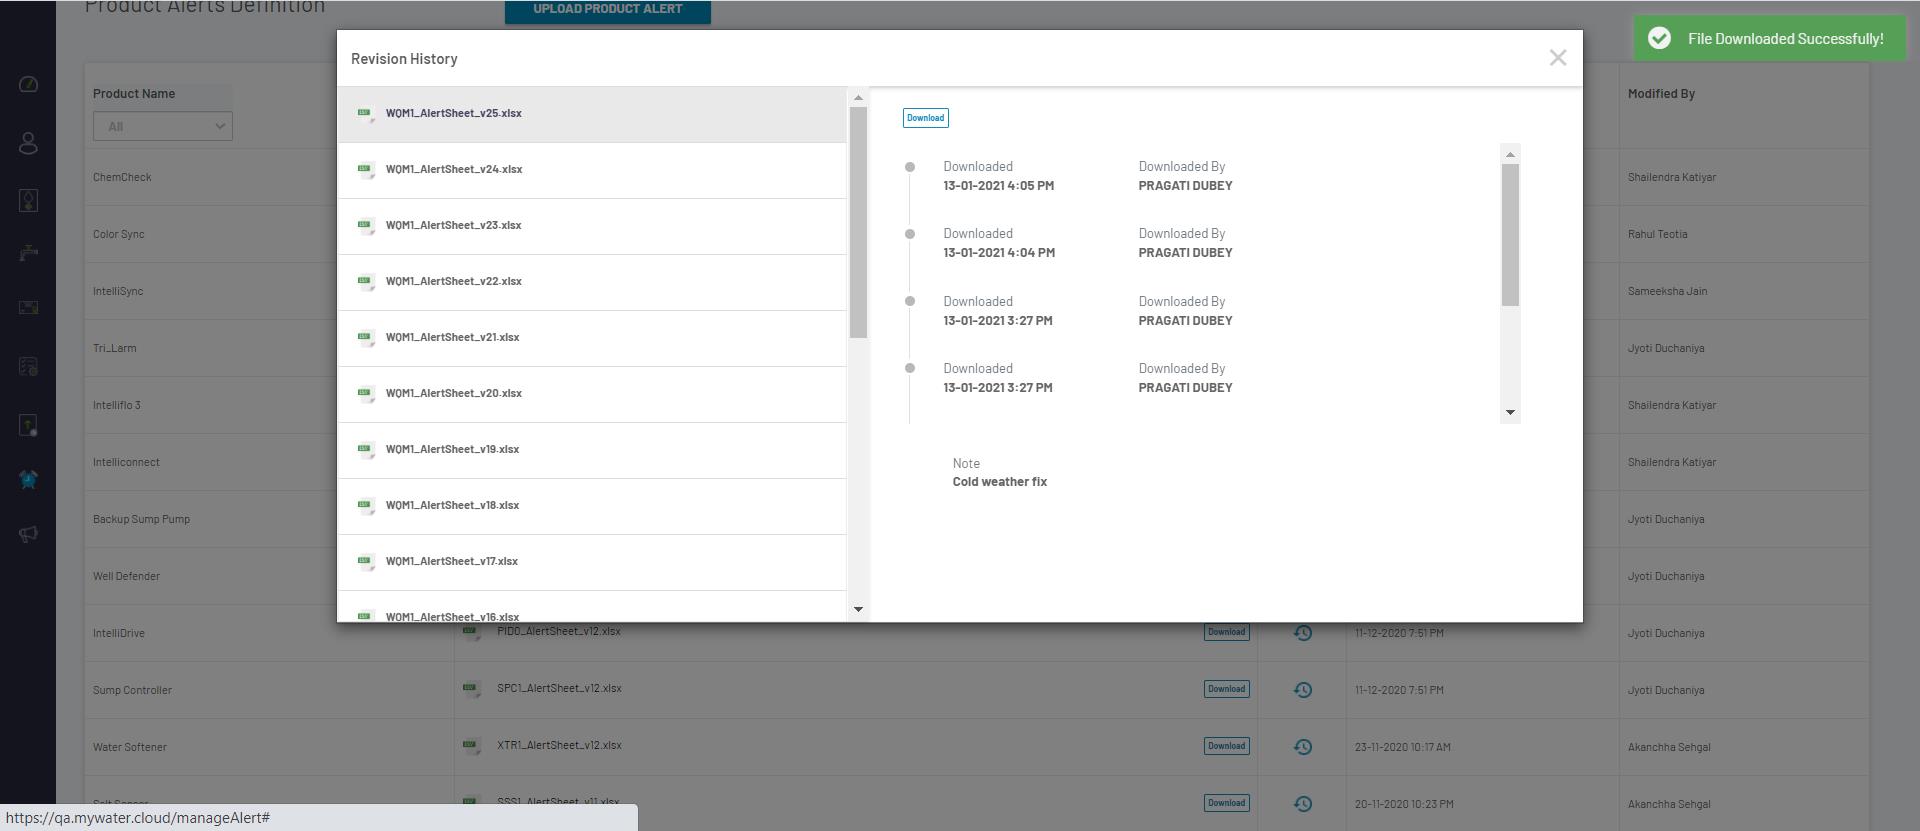 Product Alerts Definition
UPLOAD PRODUCT ALERT
File Downloaded Successfully!
Revision History
Product Name
All
Modified By
WQM1_AlertSheet_v25.xlsx
WQM1_AlertSheet_v24.xlsx
WQM1_AlertSheet_v23.xlsx
WQM1_AlertSheet_v22.xlsx
WQM1_AlertSheet_v21.xlsx
WQM1_AlertSheet_v20.xlsx
WQM1_AlertSheet_v19.xlsx
WQM1_AlertSheet_v18.xlsx
WQM1_AlertSheet_v17.xlsx
WQM1_AlertSheet_v16.xlsx
Download
Downloaded Downloaded By
13-01-2021 4:05 PM PRAGATI DUBEY
Downloaded Downloaded By
13-01-2021 4:04 PM PRAGATI DUBEY
Downloaded Downloaded By
13-01-2021 3:27 PM PRAGATI DUBEY
Downloaded Downloaded By
13-01-2021 3:27 PM PRAGATI DUBEY
Note
Cold weather fix
ChemCheck Shailendra Katiyar
Color Sync Rahul Teotia
IntelliSync Sameeksha Jain
Tri_Larm Jyoti Duchaniya
Intelliflo 3 Shailendra Katiyar
Intelliconnect Shailendra Katiyar
Backup Sump Pump Jyoti Duchaniya
Well Defender Jyoti Duchaniya
IntelliDrive PID0_AlertSheet_v12.xlsx Download 11-12-2020 7:51 PM Jyoti Duchaniya
Sump Controller SPC1_AlertSheet_v12.xlsx Download 11-12-2020 7:51 PM Jyoti Duchaniya
Water Softener XTR1_AlertSheet_v12.xlsx Download 23-11-2020 10:17 AM Akanchha Sehgal
Salt Sensor SSS1_AlertSheet_v11.xlsx Download 20-11-2020 10:23 PM Akanchha Sehgal
https://qa.mywater.cloud/manageAlert#